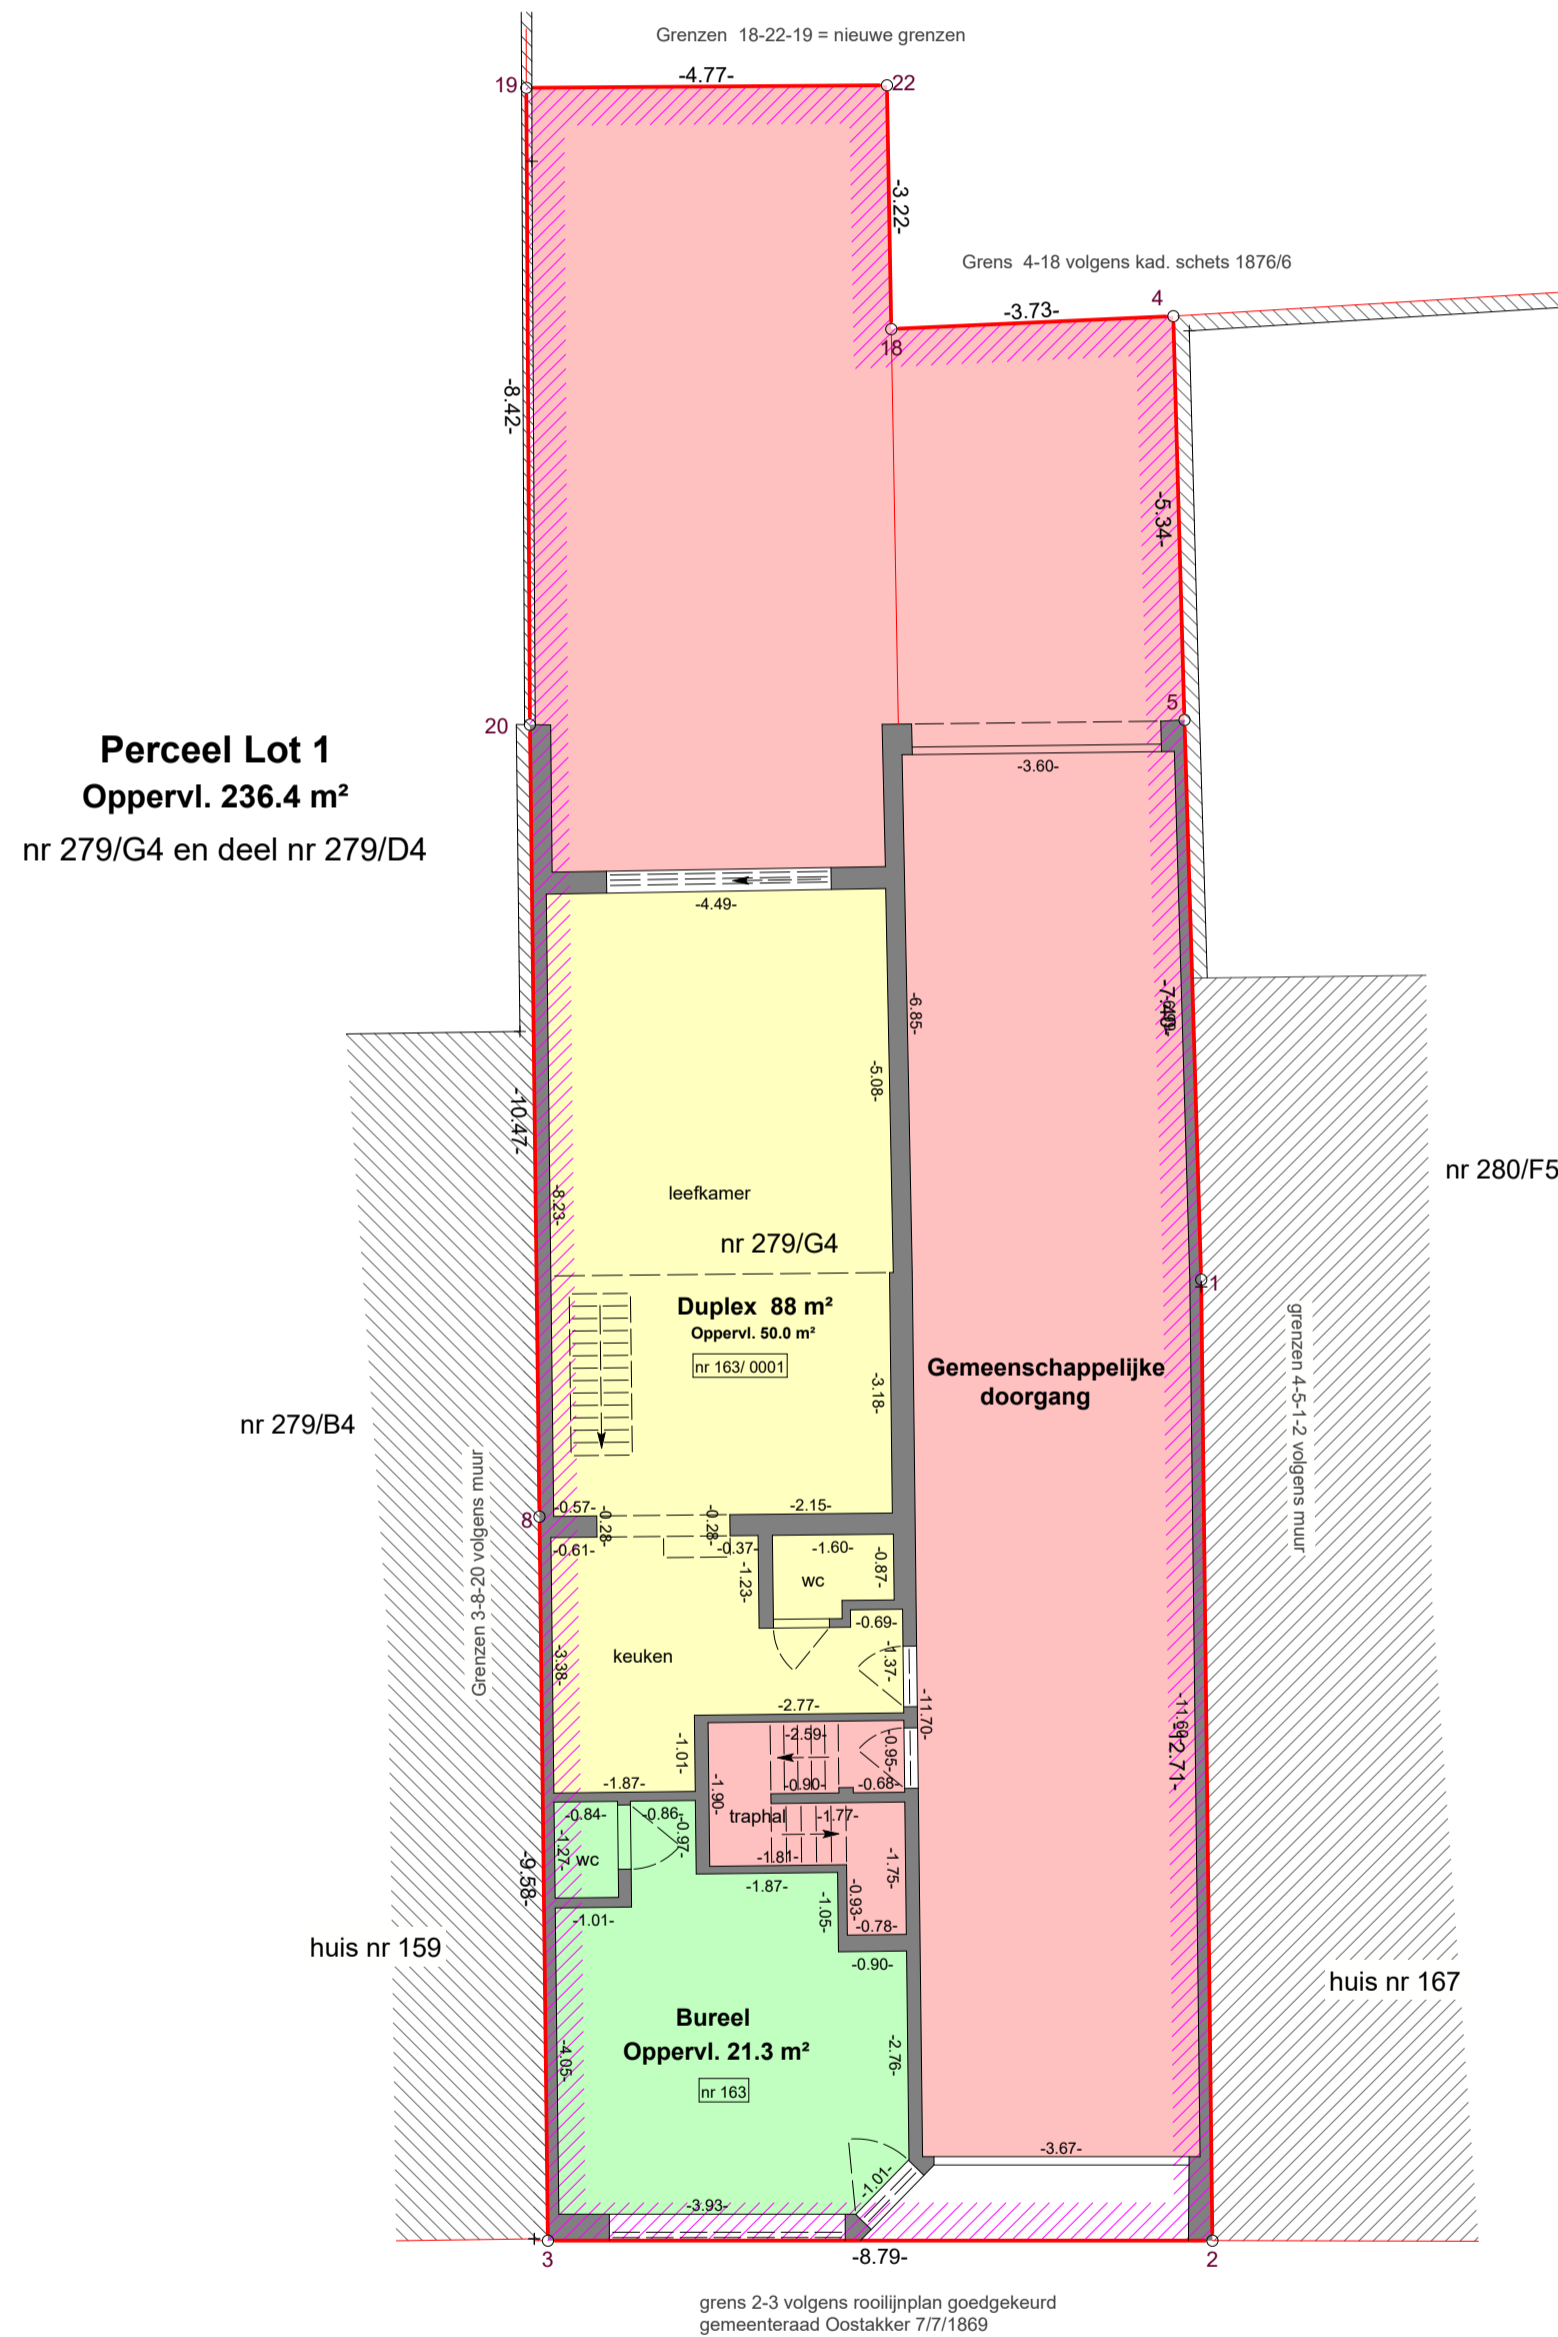 Grenzen 18-22-19 = nieuwe grenzen
19
-4.77-
22
-3.22-
Grens 4-18 volgens kad. schets 1876/6
4
-3.73-
18
-8.42-
-5.34-
5
20
Perceel Lot 1
Oppervl. 236.4 m²
nr 279/G4 en deel nr 279/D4
-3.60-
-4.49-
-6.85-
-7.40-
-5.08-
-10.47-
nr 280/F5
-8.23-
leefkamer
nr 279/G4
1
Duplex 88 m²
Oppervl. 50.0 m²
nr 163/ 0001
Gemeenschappelijke
doorgang
grenzen 4-5-1-2 volgens muur
-3.18-
nr 279/B4
Grenzen 3-8-20 volgens muur
-0.57-
-0.28-
-0.28-
-2.15-
8
-0.61-
-0.37-
-1.60-
-0.87-
-1.23-
wc
-0.69-
keuken
-3.38-
-1.37-
-2.77-
-11.70-
-11.60-
-12.71-
-2.59-
-0.95-
-1.01-
-1.87-
-1.90-
-0.90-
-0.68-
-0.84-
-0.86-
-0.97-
traphal
-1.77-
-1.27-
wc
-1.81-
-1.75-
-9.58-
-1.87-
-0.93-
-1.05-
-1.01-
-0.78-
huis nr 159
-0.90-
huis nr 167
Bureel
Oppervl. 21.3 m²
-4.05-
-2.76-
nr 163
-3.67-
-1.01-
-3.93-
3
-8.79-
2
grens 2-3 volgens rooilijnplan goedgekeurd
gemeenteraad Oostakker 7/7/1869